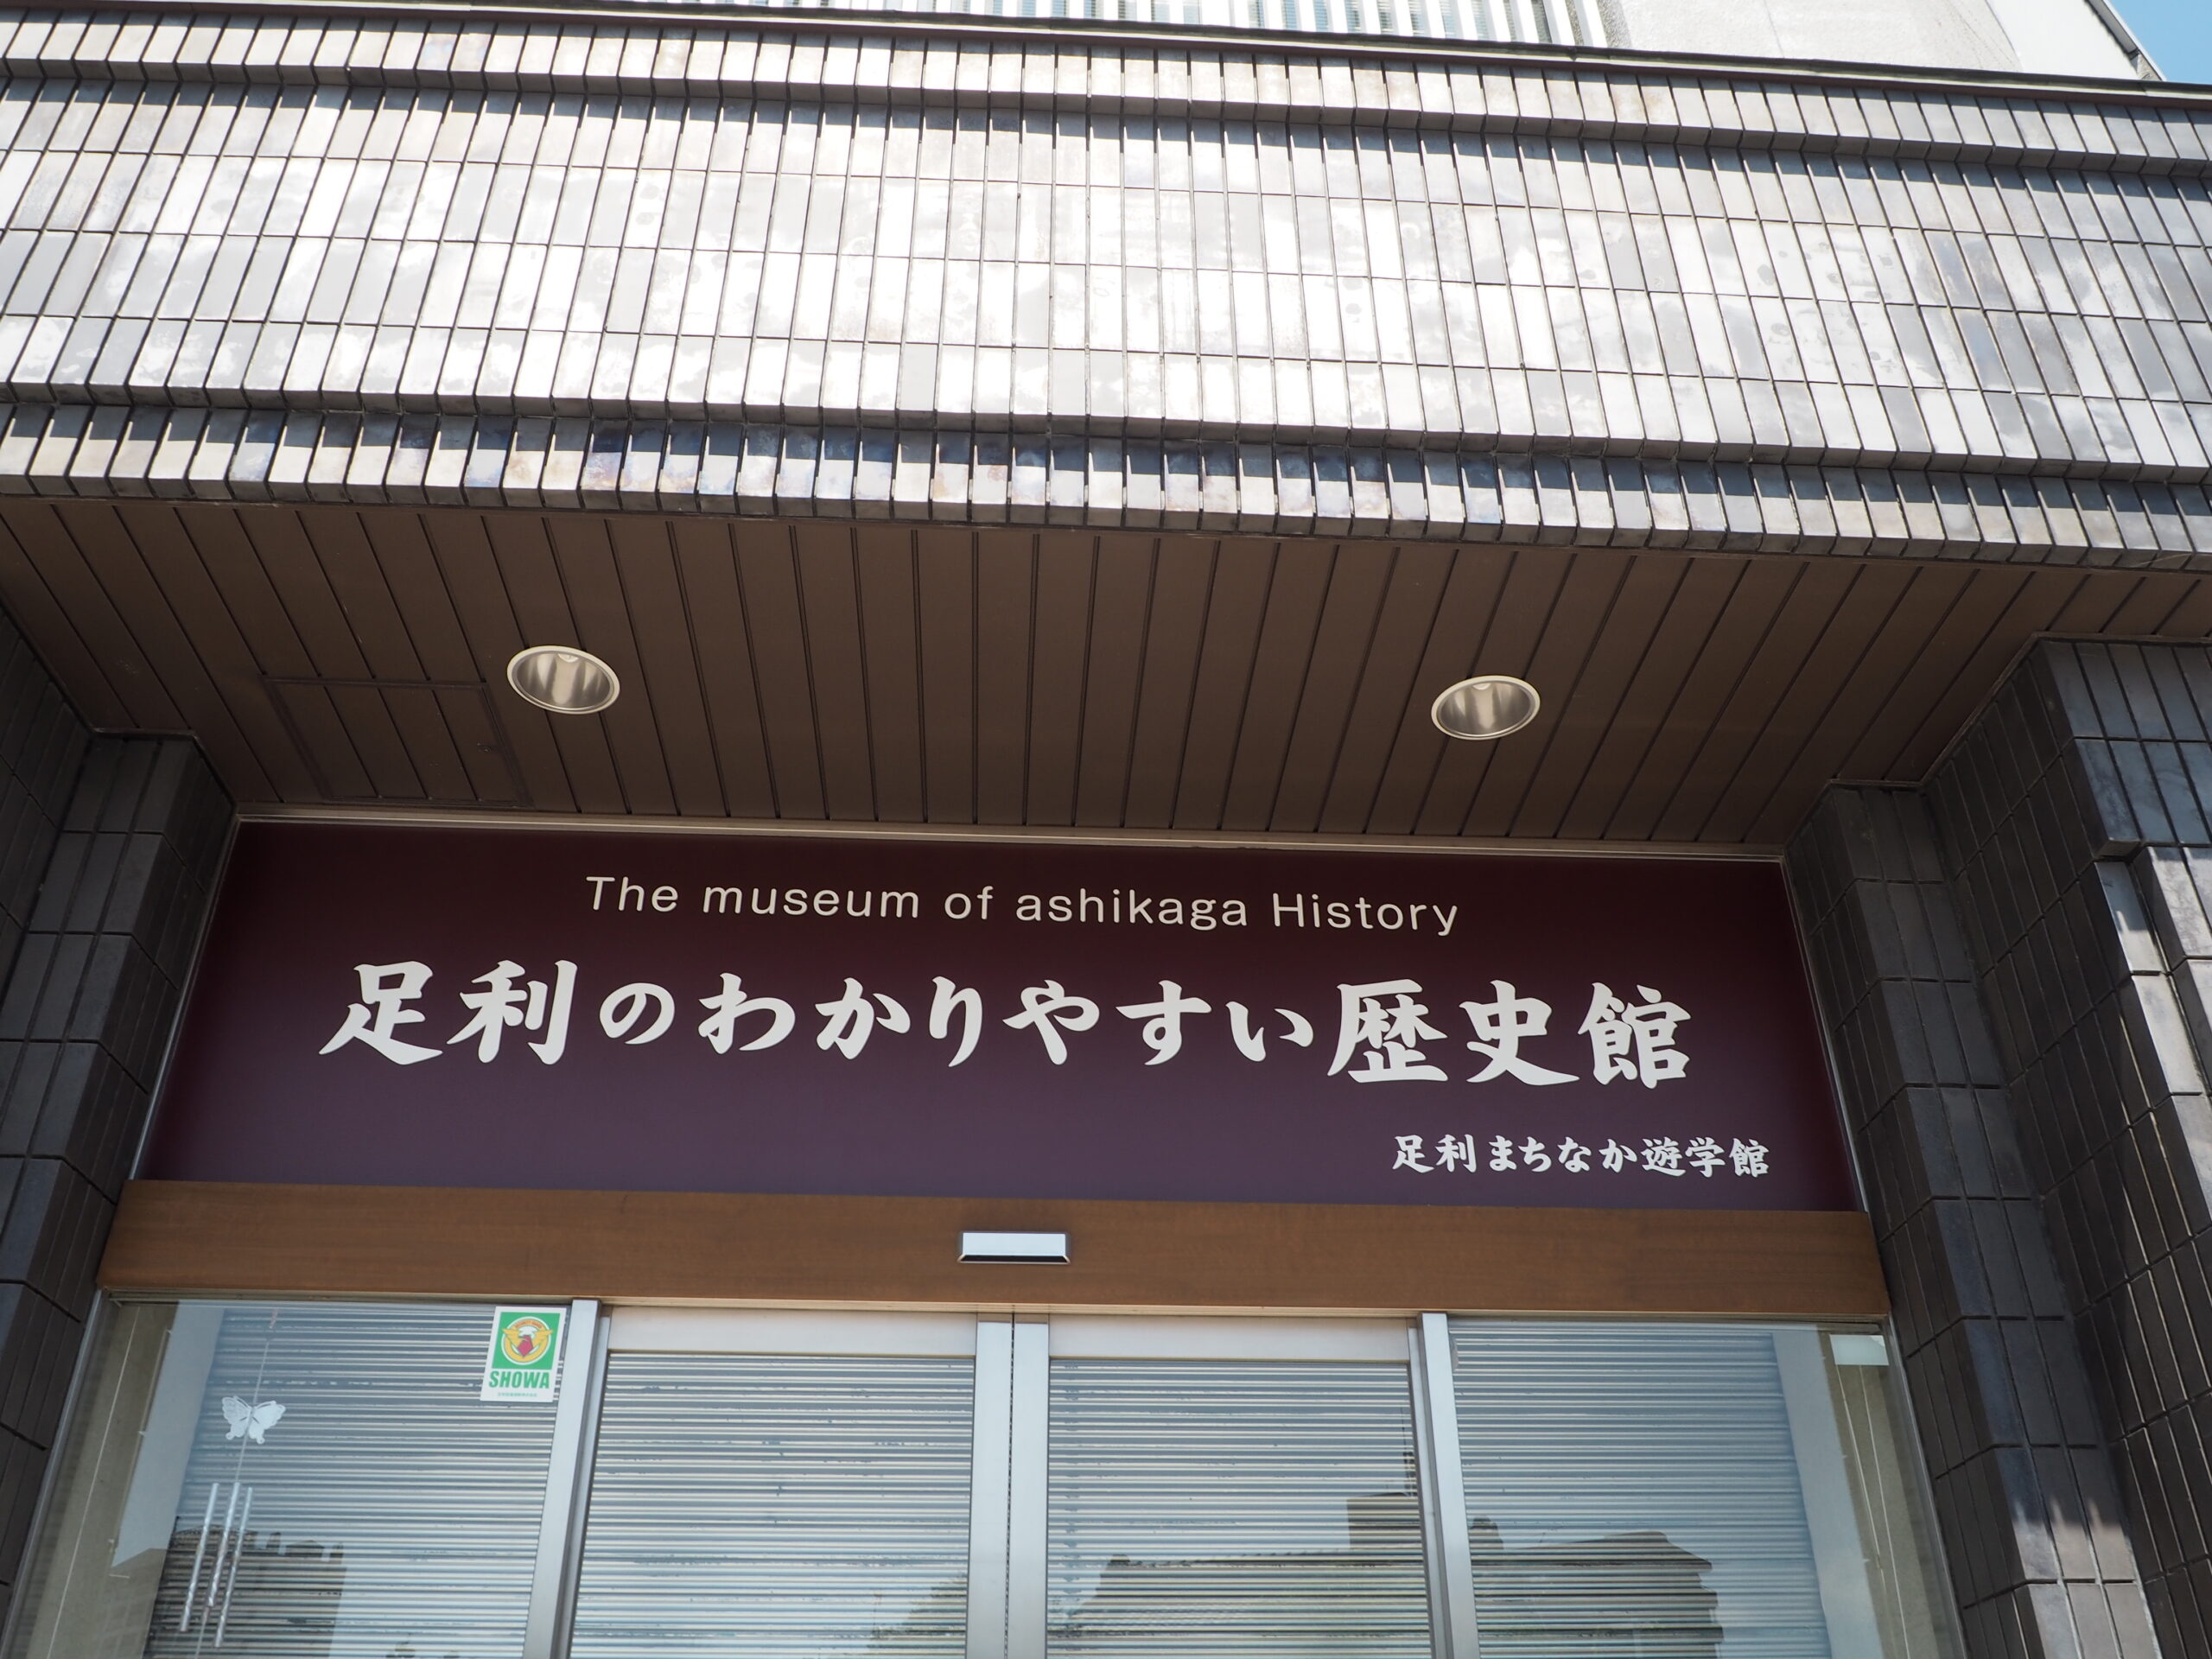 The museum of ashikaga History
足利のわかりやすい歴史館
足利まちなか遊学館
SHOWA